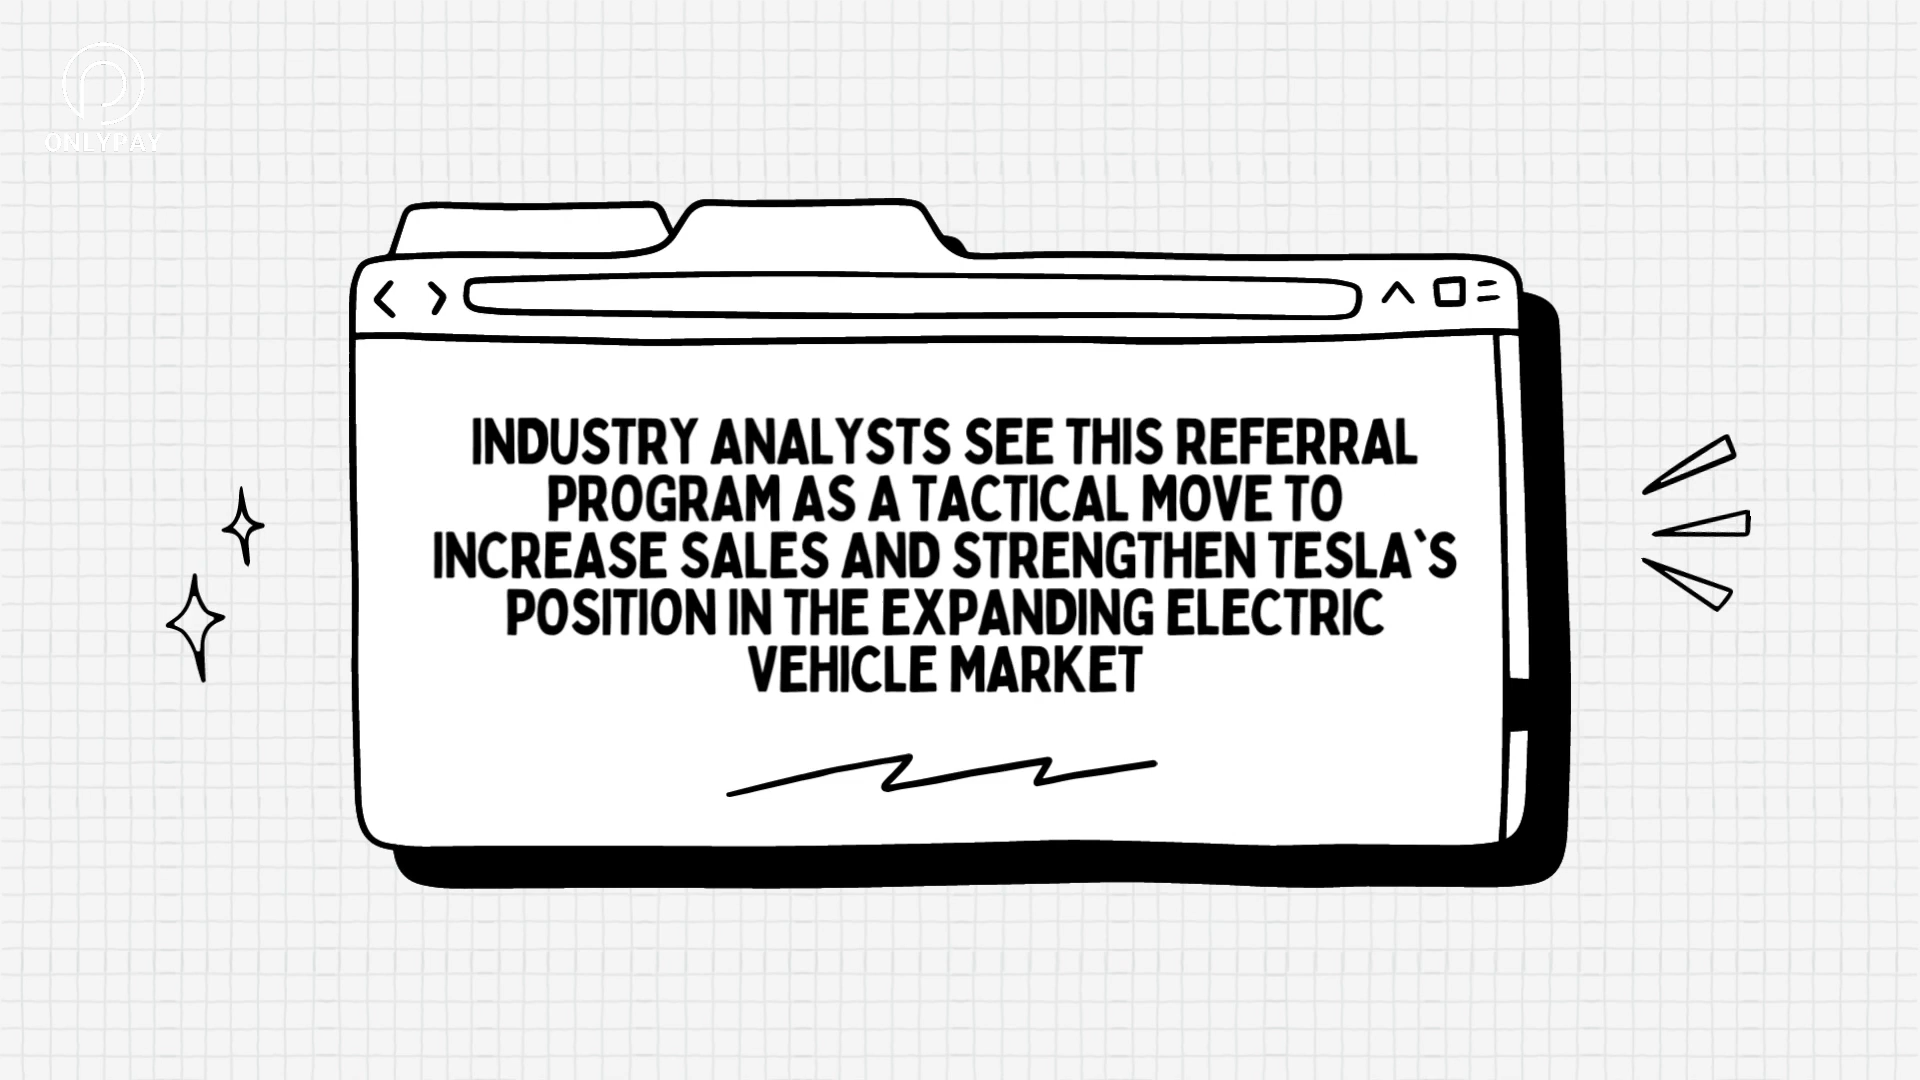 ONLYPAY
INDUSTRY ANALYSTS SEE THIS REFERRAL
PROGRAM AS A TACTICAL MOVE TO
INCREASE SALES AND STRENGTHEN TESLA`S
POSITION IN THE EXPANDING ELECTRIC
VEHICLE MARKET